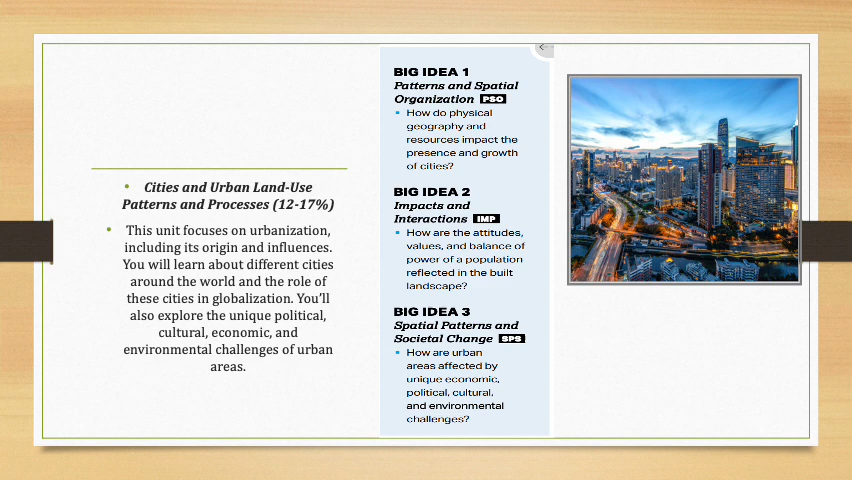 Cities and Urban Land-Use
Patterns and Processes (12-17%)
This unit focuses on urbanization,
including its origin and influences.
You will learn about different cities
around the world and the role of
these cities in globalization. You'll
also explore the unique political,
cultural, economic, and
environmental challenges of urban
areas.
BIG IDEA 1
Patterns and Spatial
Organization PSO
How do physical
geography and
resources impact the
presence and growth
of cities?
BIG IDEA 2
Impacts and
Interactions IMP
How are the attitudes,
values, and balance of
power of a population
reflected in the built
landscape?
BIG IDEA 3
Spatial Patterns and
Societal Change SPS
How are urban
areas affected by
unique economic,
political, cultural,
and environmental
challenges?